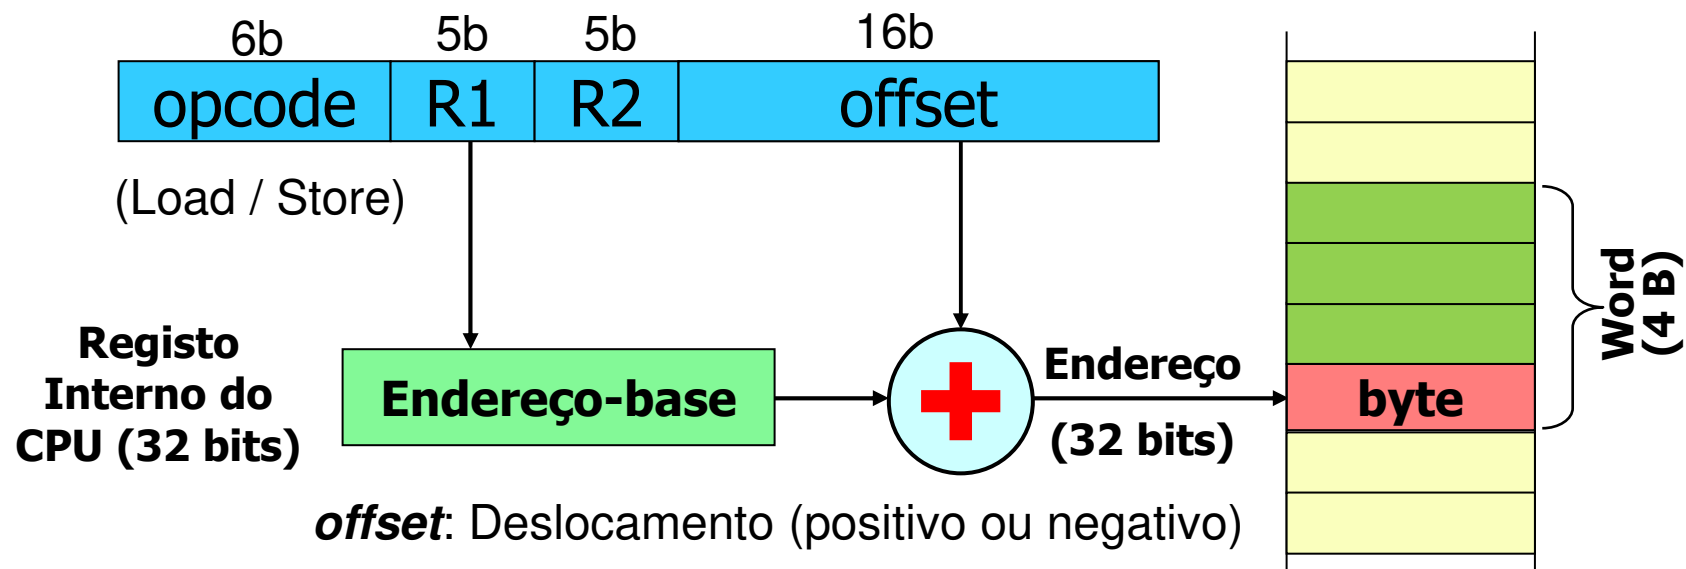 6b 5b 5b 16b
opcode R1 R2 offset
(Load / Store)
Registo
Interno do
CPU (32 bits)
Endereço-base
Endereço
(32 bits)
byte
Word
(4 B)
offset: Deslocamento (positivo ou negativo)